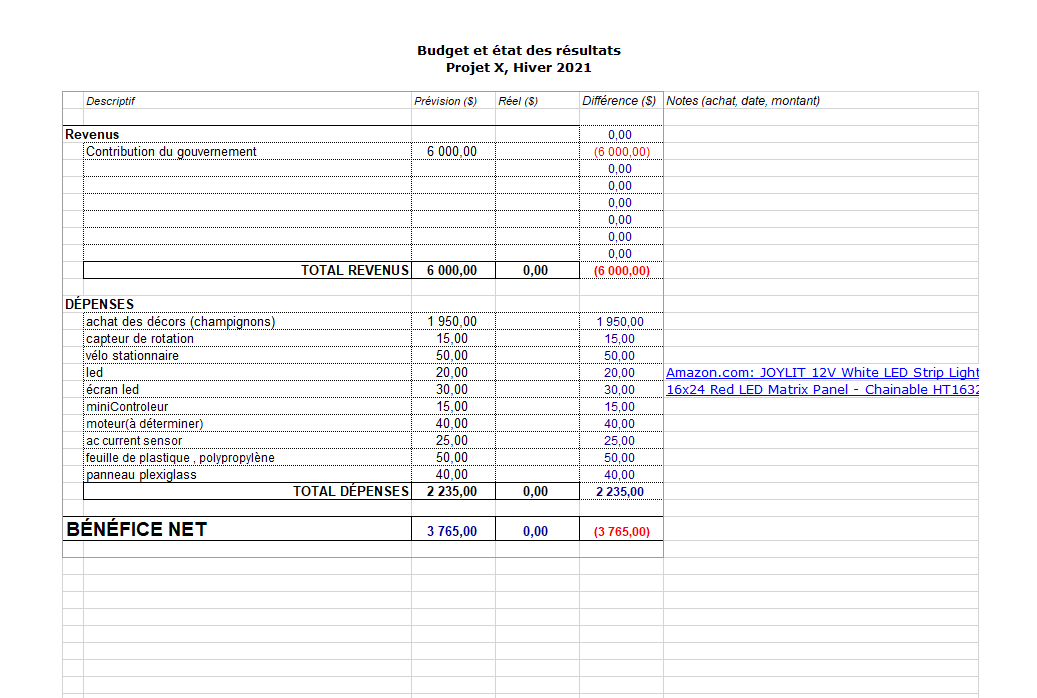 Budget et état des résultats
Projet X, Hiver 2021
Descriptif Prévision ($) Réel ($) Différence ($) Notes (achat, date, montant)
Revenus 0,00
Contribution du gouvernement 6 000,00 (6 000,00)
0,00
0,00
0,00
0,00
0,00
0,00
TOTAL REVENUS 6 000,00 0,00 (6 000,00)
DÉPENSES
achat des décors (champignons) 1 950,00 1 950,00
capteur de rotation 15,00 15,00
vélo stationnaire 50,00 50,00
led 20,00 20,00 Amazon.com: JOYLIT 12V White LED Strip Light
écran led 30,00 30,00 16x24 Red LED Matrix Panel - Chainable HT1632
miniControleur 15,00 15,00
moteur(à déterminer) 40,00 40,00
ac current sensor 25,00 25,00
feuille de plastique , polypropylène 50,00 50,00
panneau plexiglass 40,00 40,00
TOTAL DÉPENSES 2 235,00 0,00 2 235,00
BÉNÉFICE NET 3 765,00 0,00 (3 765,00)